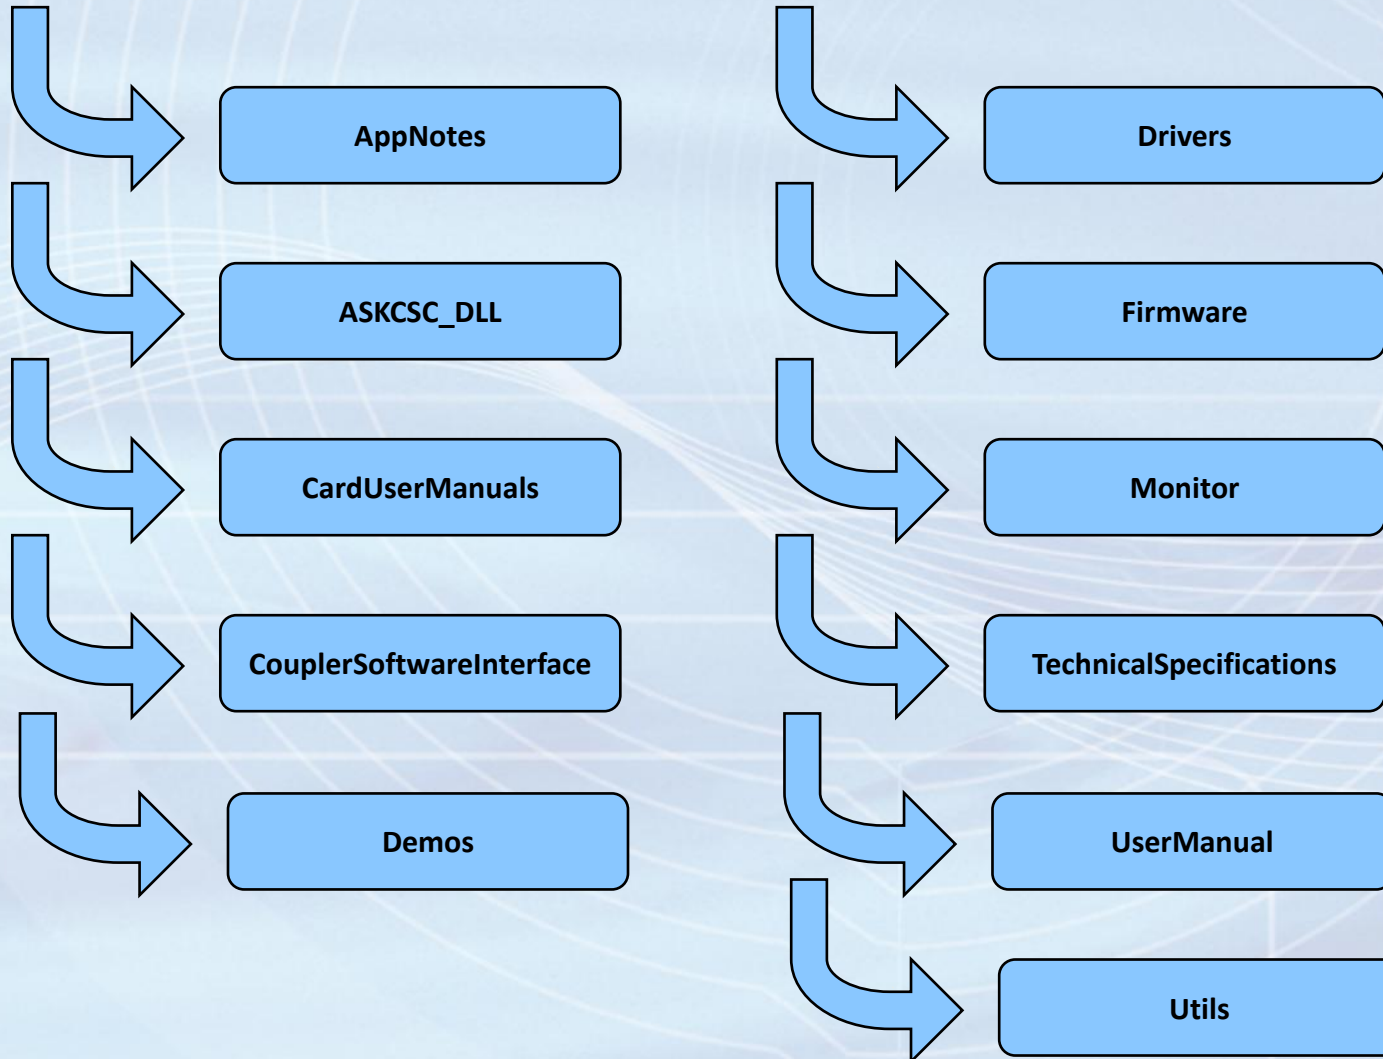 AppNotes
ASKCSC_DLL
CardUserManuals
CouplerSoftwareInterface
Demos
Drivers
Firmware
Monitor
TechnicalSpecifications
UserManual
Utils